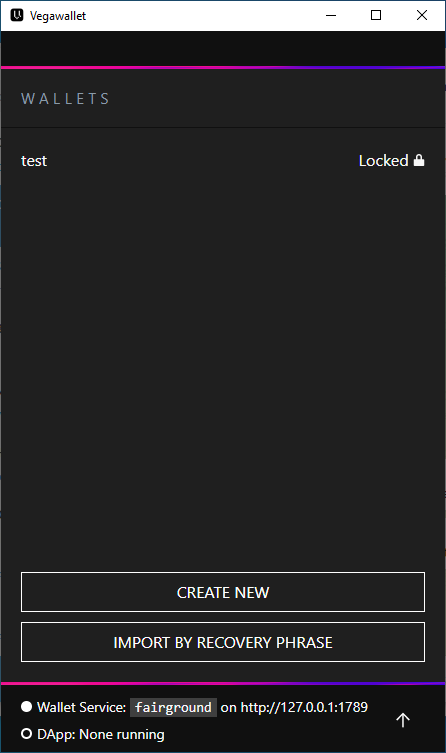 Vegawallet
WALLETS
test Locked
CREATE NEW
IMPORT BY RECOVERY PHRASE
Wallet Service: fairground on http://127.0.0.1:1789
DApp: None running